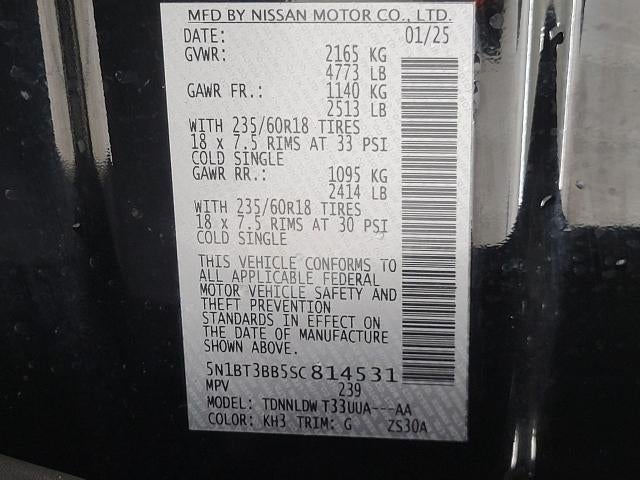 MFD BY NISSAN MOTOR CO., LTD.
DATE: 01/25
GVWR: 2165 KG
4773 LB
GAWR FR.: 1140 KG
2513 LB
WITH 235/60R18 TIRES
18 x 7.5 RIMS AT 33 PSI
COLD SINGLE
GAWR RR.: 1095 KG
2414 LB
WITH 235/60R18 TIRES
18 x 7.5 RIMS AT 30 PSI
COLD SINGLE
THIS VEHICLE CONFORMS TO
ALL APPLICABLE FEDERAL
MOTOR VEHICLE SAFETY AND
THEFT PREVENTION
STANDARDS IN EFFECT ON
THE DATE OF MANUFACTURE
SHOWN ABOVE.
5N1BT3BB5SC814531
MPV 239
MODEL: TDNNLDW T33UUA---AA
COLOR: KH3 TRIM: G ZS30A